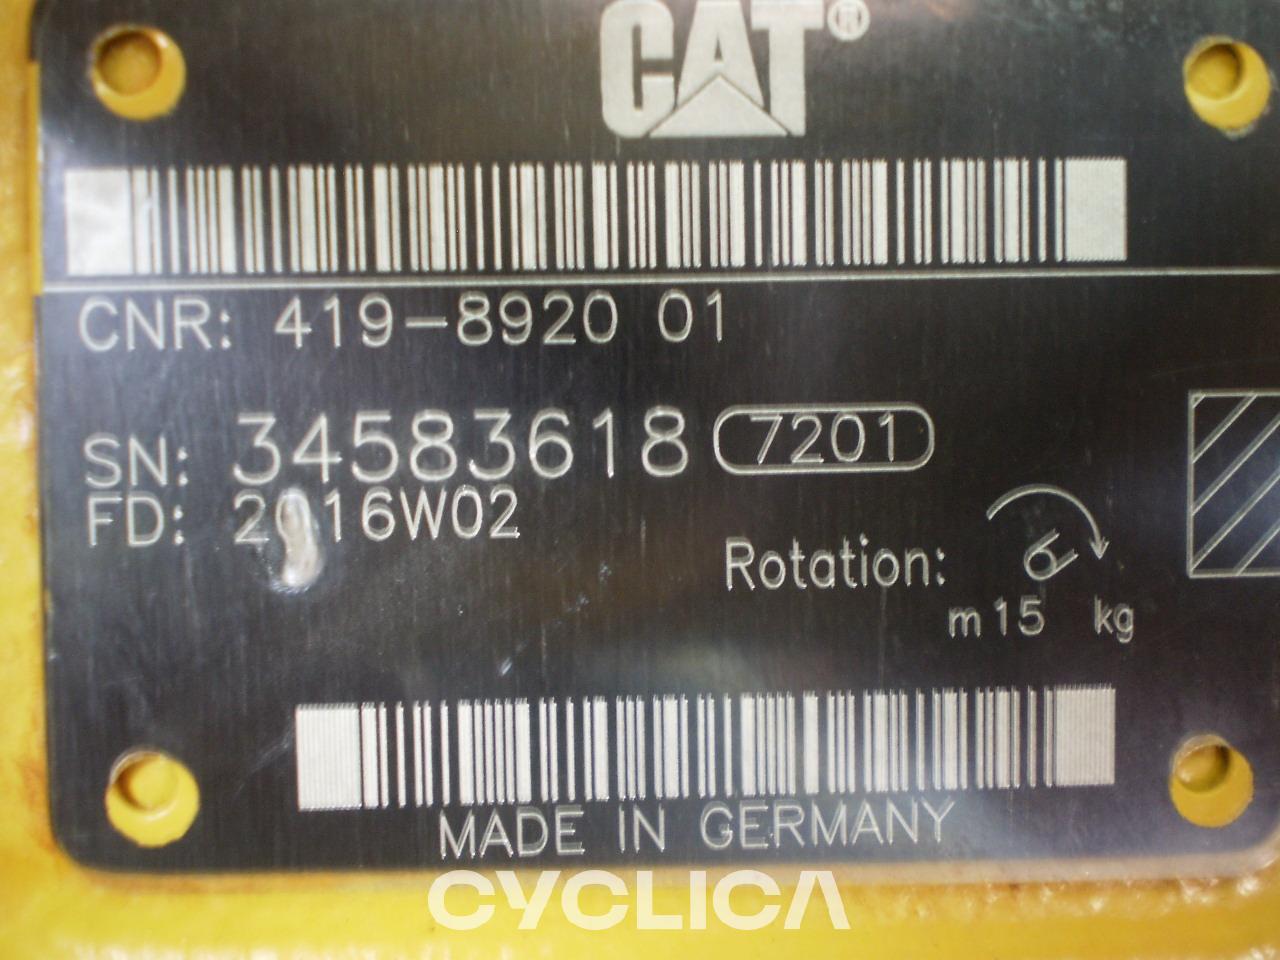 CAT®
CNR: 419-8920 01
SN: 34583618 7201
FD: 2016W02
Rotation:
m 15 kg
MADE IN GERMANY
CYCLICA